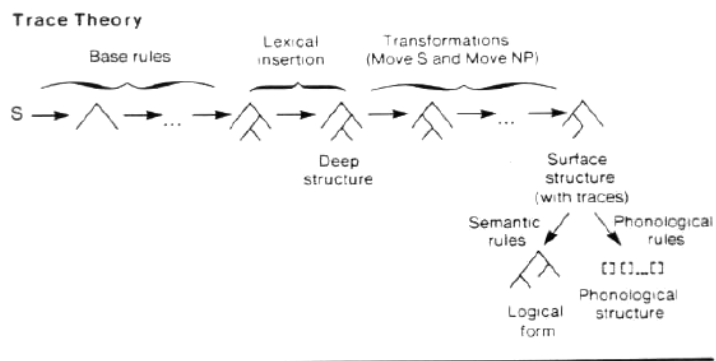 Trace Theory
Base rules
Lexical
insertion
Transformations
(Move S and Move NP)
S
...
...
Deep
structure
Surface
structure
(with traces)
Semantic
rules
Phonological
rules
[] []...[]
Logical
form
Phonological
structure